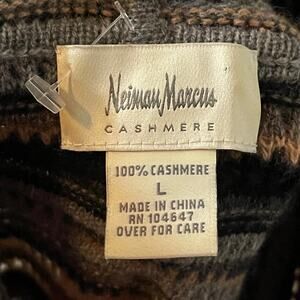 Neiman Marcus
CASHMERE
100% CASHMERE
L
MADE IN CHINA
RN 104647
OVER FOR CARE